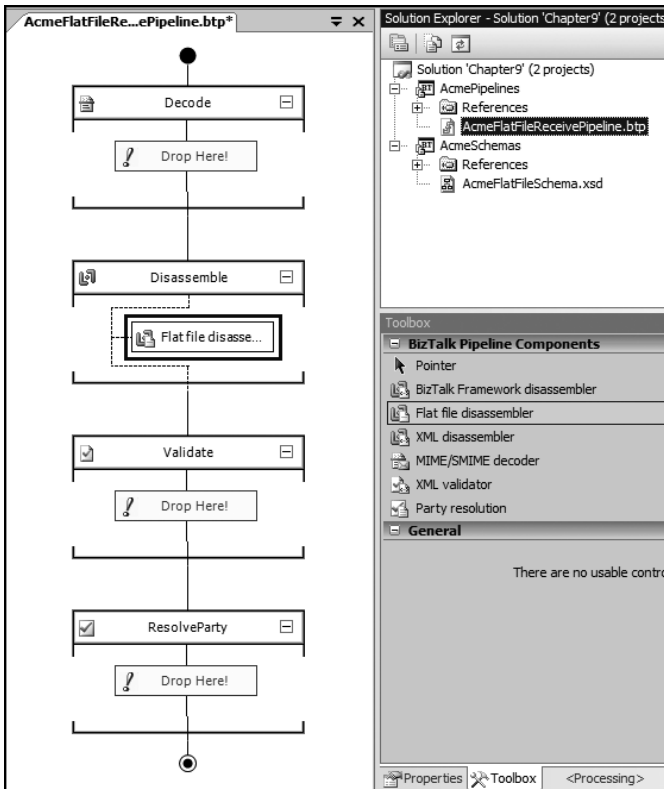 AcmeFlatFileRe...ePipeline.btp*
Decode
Drop Here!
Disassemble
Flat file disasse...
Validate
Drop Here!
ResolveParty
Drop Here!
Solution Explorer - Solution 'Chapter9' (2 projects
Solution 'Chapter9' (2 projects)
AcmePipelines
References
AcmeFlatFileReceivePipeline.btp
AcmeSchemas
References
AcmeFlatFileSchema.xsd
Toolbox
BizTalk Pipeline Components
Pointer
BizTalk Framework disassembler
Flat file disassembler
XML disassembler
MIME/SMIME decoder
XML validator
Party resolution
General
There are no usable contro
Properties
Toolbox
<Processing>